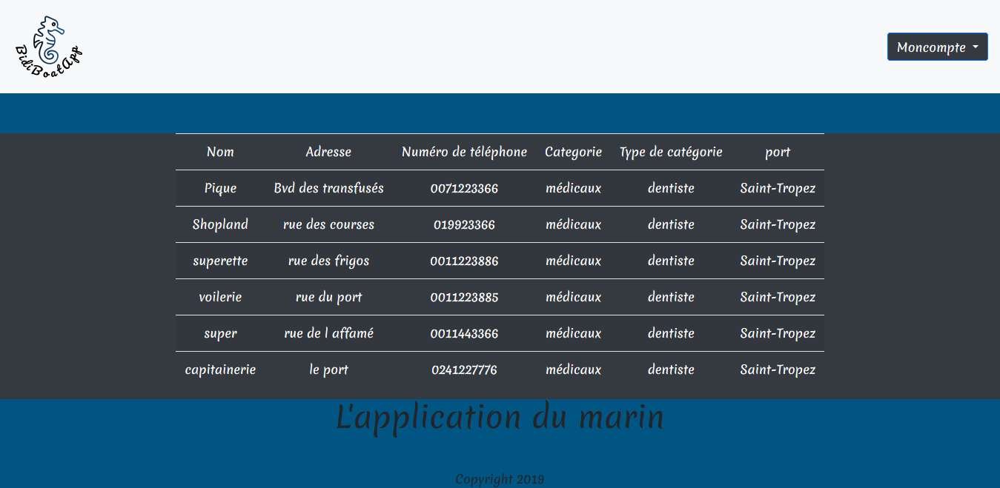 BidiBoatApp
Moncompte
Nom Adresse Numéro de téléphone Categorie Type de catégorie port
Pique Bvd des transfusés 0071223366 médicaux dentiste Saint-Tropez
Shopland rue des courses 019923366 médicaux dentiste Saint-Tropez
superette rue des frigos 0011223886 médicaux dentiste Saint-Tropez
voilerie rue du port 0011223885 médicaux dentiste Saint-Tropez
super rue de l affamé 0011443366 médicaux dentiste Saint-Tropez
capitainerie le port 0241227776 médicaux dentiste Saint-Tropez
L'application du marin
Copyright 2019